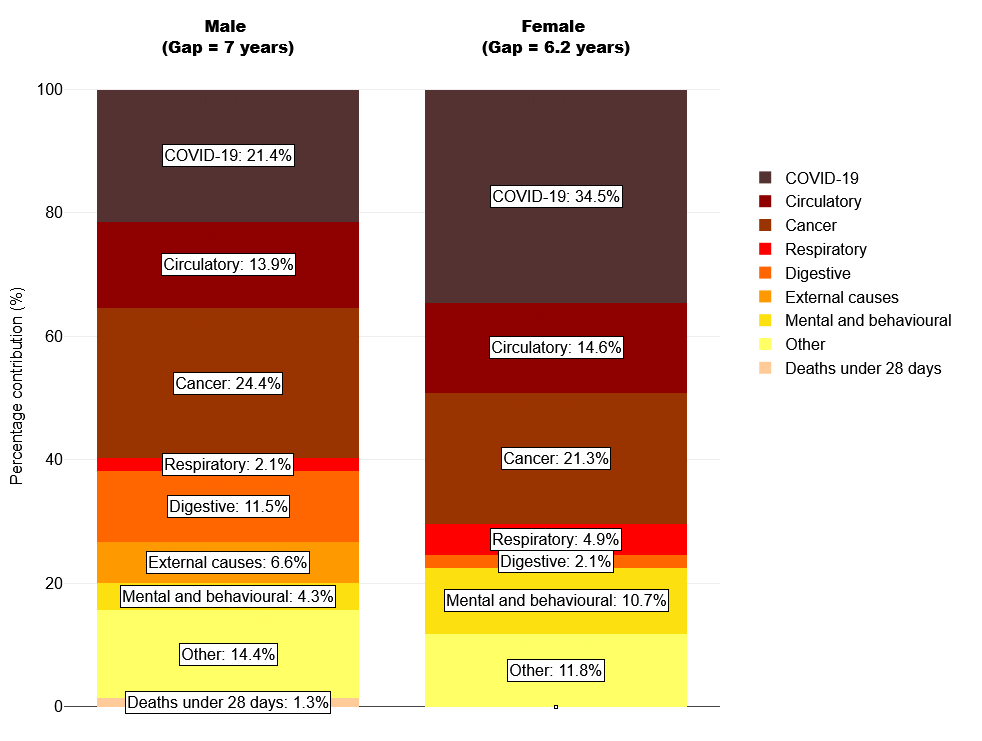 Male
(Gap = 7 years)
Female
(Gap = 6.2 years)
Percentage contribution (%)
100
80
60
40
20
0
COVID-19: 21.4%
Circulatory: 13.9%
Cancer: 24.4%
Respiratory: 2.1%
Digestive: 11.5%
External causes: 6.6%
Mental and behavioural: 4.3%
Other: 14.4%
Deaths under 28 days: 1.3%
COVID-19: 34.5%
Circulatory: 14.6%
Cancer: 21.3%
Respiratory: 4.9%
Digestive: 2.1%
Mental and behavioural: 10.7%
Other: 11.8%
COVID-19
Circulatory
Cancer
Respiratory
Digestive
External causes
Mental and behavioural
Other
Deaths under 28 days